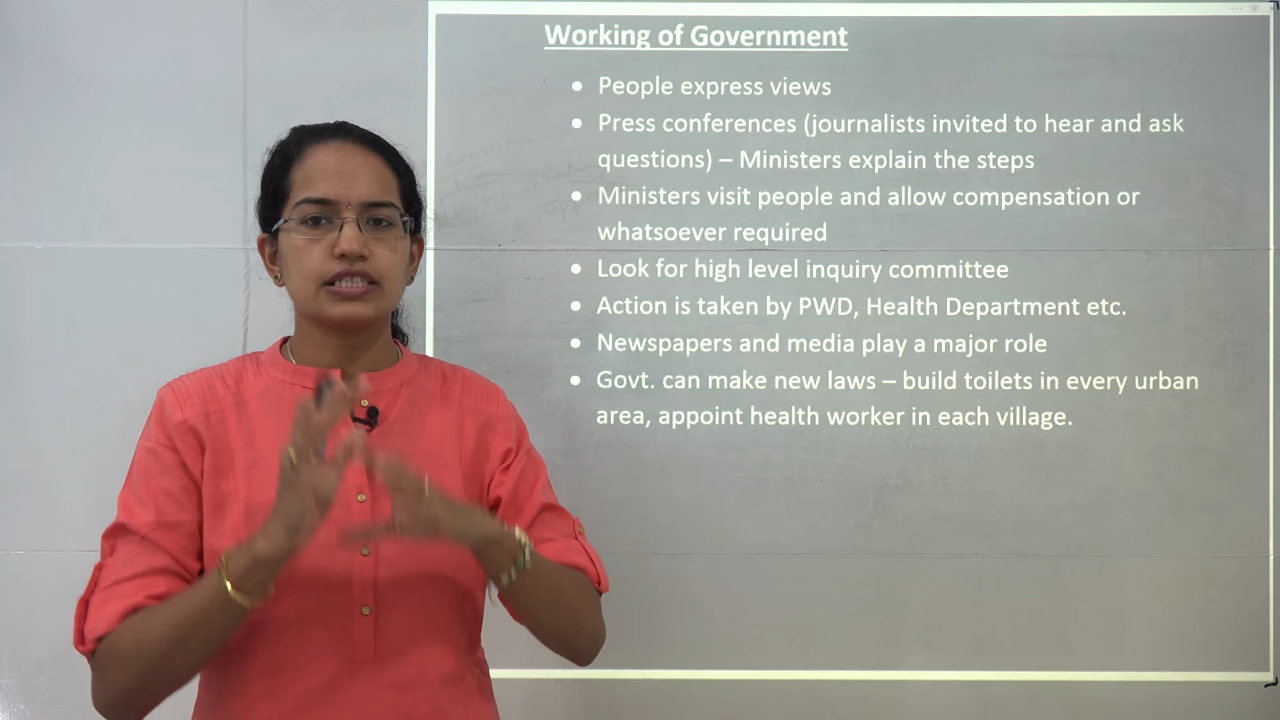 Working of Government
• People express views
• Press conferences (journalists invited to hear and ask
questions) – Ministers explain the steps
• Ministers visit people and allow compensation or
whatsoever required
• Look for high level inquiry committee
• Action is taken by PWD, Health Department etc.
• Newspapers and media play a major role
• Govt. can make new laws – build toilets in every urban
area, appoint health worker in each village.